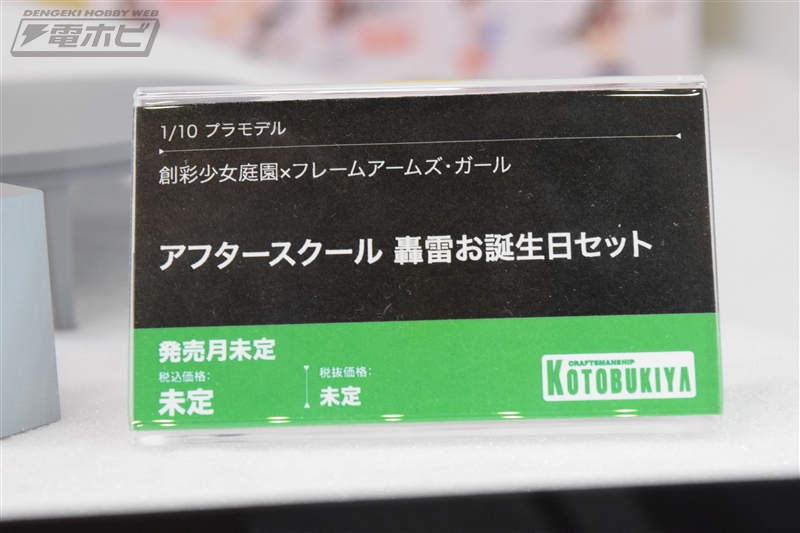 DENGEKI HOBBY WEB
電ホビ
1/10 プラモデル
創彩少女庭園×フレームアームズ・ガール
アフタースクール 轟雷お誕生日セット
発売月未定
税込価格:
未定
税抜価格:
未定
CRAFTSMANSHIP
KOTOBUKIYA